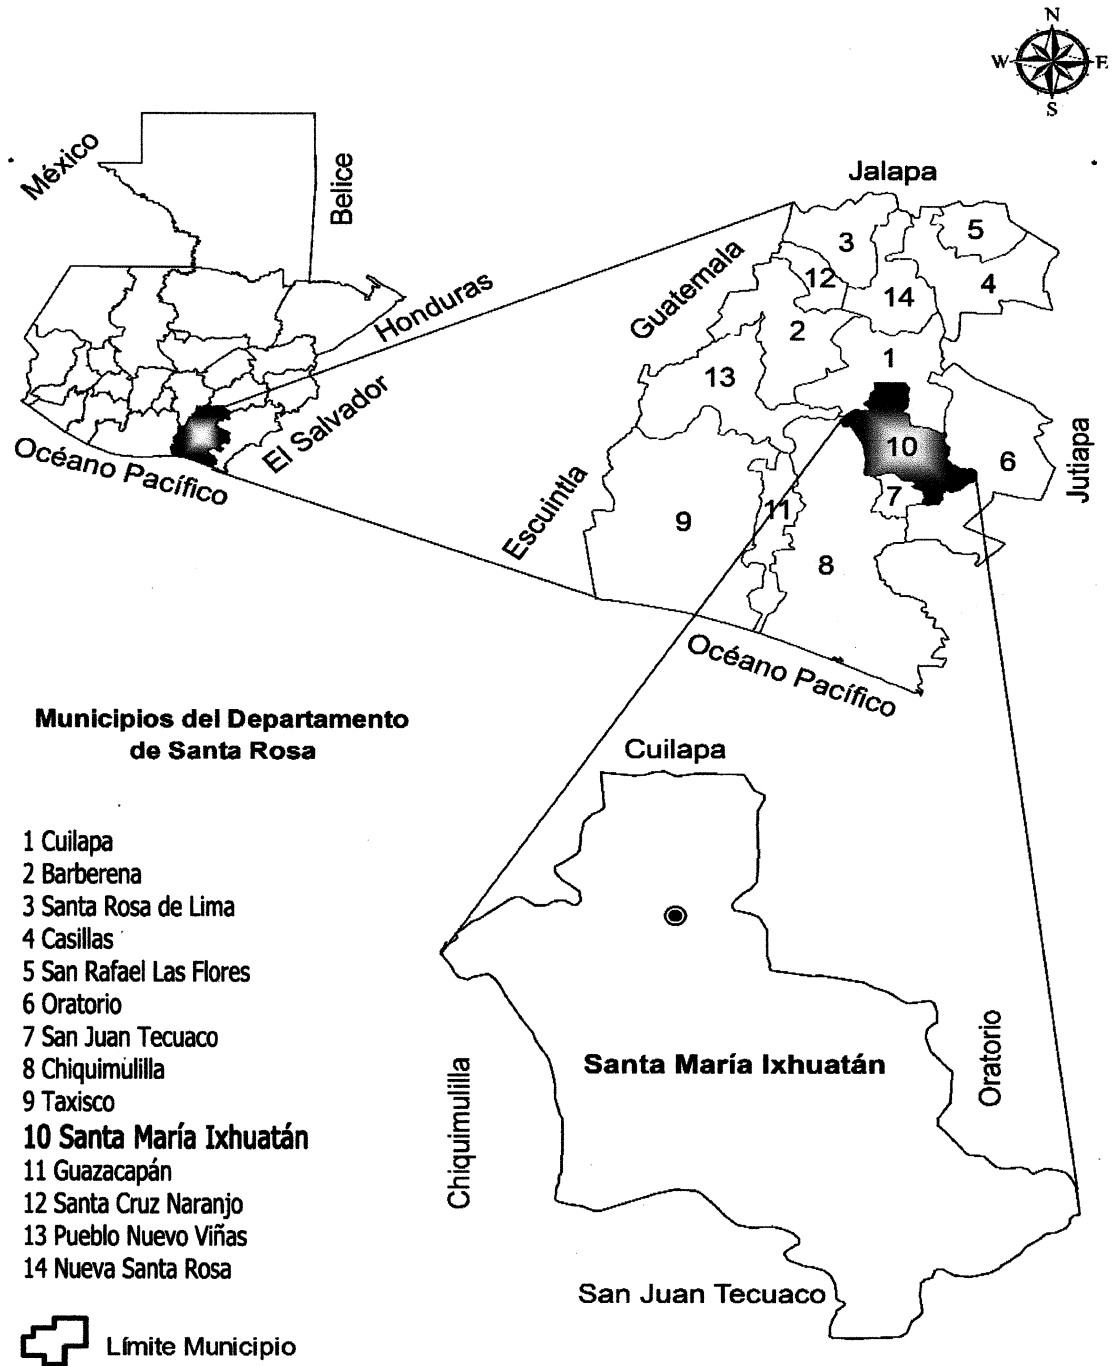 N
W E
S
México
Belice
Honduras
El Salvador
Océano Pacífico
Jalapa
Guatemala
Escuintla
Jutiapa
Océano Pacífico
3
5
12
4
14
2
1
13
10
6
7
11
9
8
Municipios del Departamento
de Santa Rosa
1 Cuilapa
2 Barberena
3 Santa Rosa de Lima
4 Casillas
5 San Rafael Las Flores
6 Oratorio
7 San Juan Tecuaco
8 Chiquimulilla
9 Taxisco
10 Santa María Ixhuatán
11 Guazacapán
12 Santa Cruz Naranjo
13 Pueblo Nuevo Viñas
14 Nueva Santa Rosa
Límite Municipio
Cuilapa
Santa María Ixhuatán
Oratorio
Chiquimulilla
San Juan Tecuaco